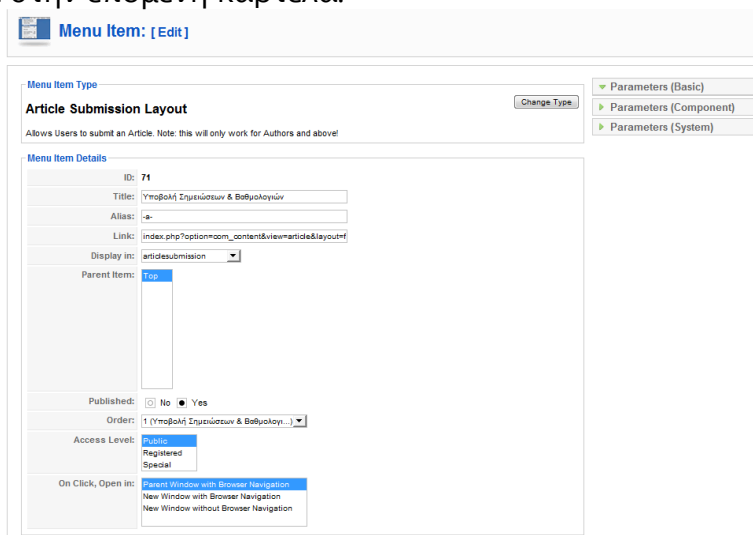 στην επόμενη καρτέλα.
Menu Item: [ Edit ]
Menu Item Type
Article Submission Layout
Change Type
Allows Users to submit an Article. Note: this will only work for Authors and above!
Parameters (Basic)
Parameters (Component)
Parameters (System)
Menu Item Details
ID: 71
Title: Υποβολή Σημειώσεων & Βαθμολογιών
Alias: -a-
Link: index.php?option=com_content&view=article&layout=f
Display in: articlesubmission
Parent Item: Top
Published: No Yes
Order: 1 (Υποβολή Σημειώσεων & Βαθμολογι...)
Access Level: Public
Registered
Special
On Click, Open in: Parent Window with Browser Navigation
New Window with Browser Navigation
New Window without Browser Navigation